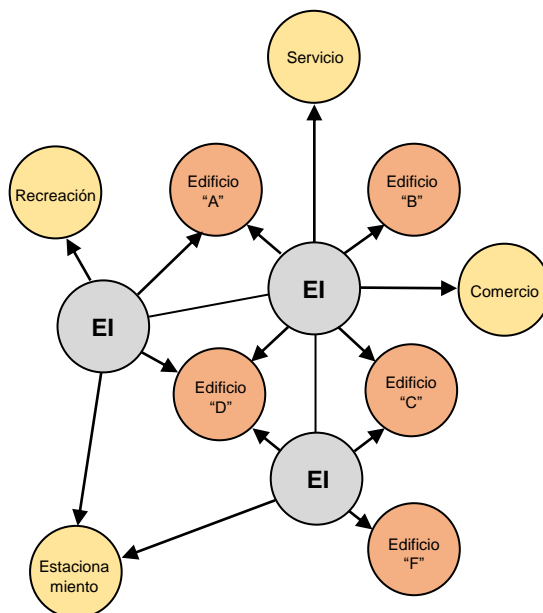 Servicio
Recreación
Edificio
“A”
Edificio
“B”
EI
Comercio
EI
Edificio
“D”
Edificio
“C”
EI
Estaciona
miento
Edificio
“F”